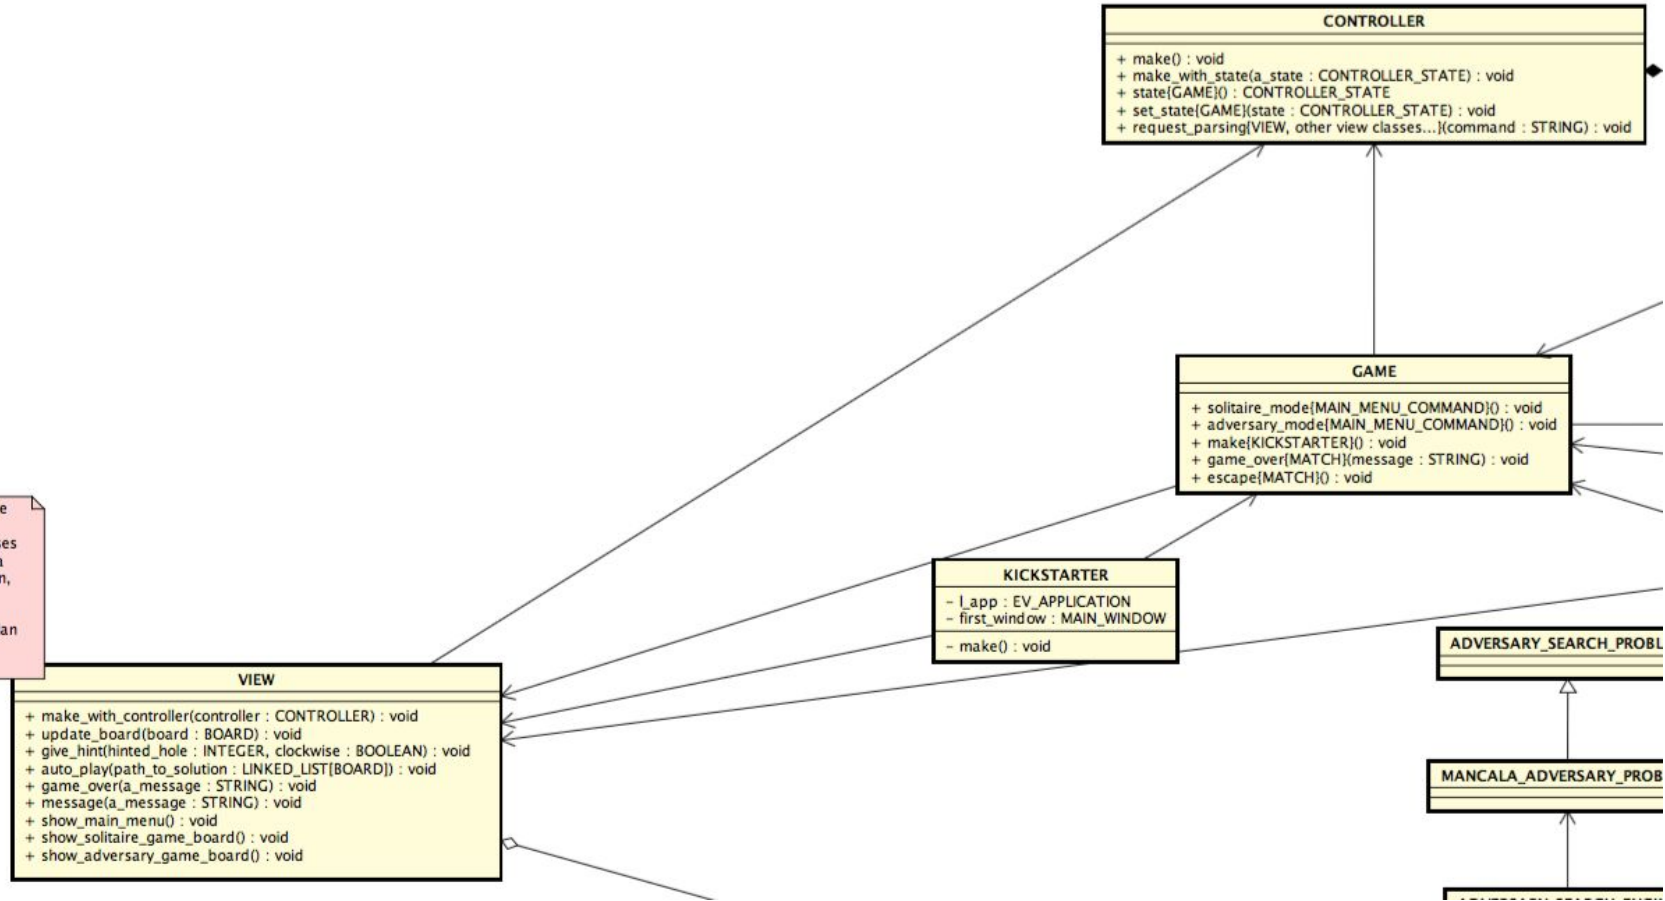 CONTROLLER
+ make() : void
+ make_with_state(a_state : CONTROLLER_STATE) : void
+ state{GAME}() : CONTROLLER_STATE
+ set_state{GAME}(state : CONTROLLER_STATE) : void
+ request_parsing{VIEW, other view classes...}(command : STRING) : void
GAME
+ solitaire_mode{MAIN_MENU_COMMAND}() : void
+ adversary_mode{MAIN_MENU_COMMAND}() : void
+ make{KICKSTARTER}() : void
+ game_over{MATCH}(message : STRING) : void
+ escape{MATCH}() : void
KICKSTARTER
- l_app : EV_APPLICATION
- first_window : MAIN_WINDOW
- make() : void
n,
an
VIEW
+ make_with_controller(controller : CONTROLLER) : void
+ update_board(board : BOARD) : void
+ give_hint(hinted_hole : INTEGER, clockwise : BOOLEAN) : void
+ auto_play(path_to_solution : LINKED_LIST[BOARD]) : void
+ game_over(a_message : STRING) : void
+ message(a_message : STRING) : void
+ show_main_menu() : void
+ show_solitaire_game_board() : void
+ show_adversary_game_board() : void
ADVERSARY_SEARCH_PROBL
MANCALA_ADVERSARY_PROB